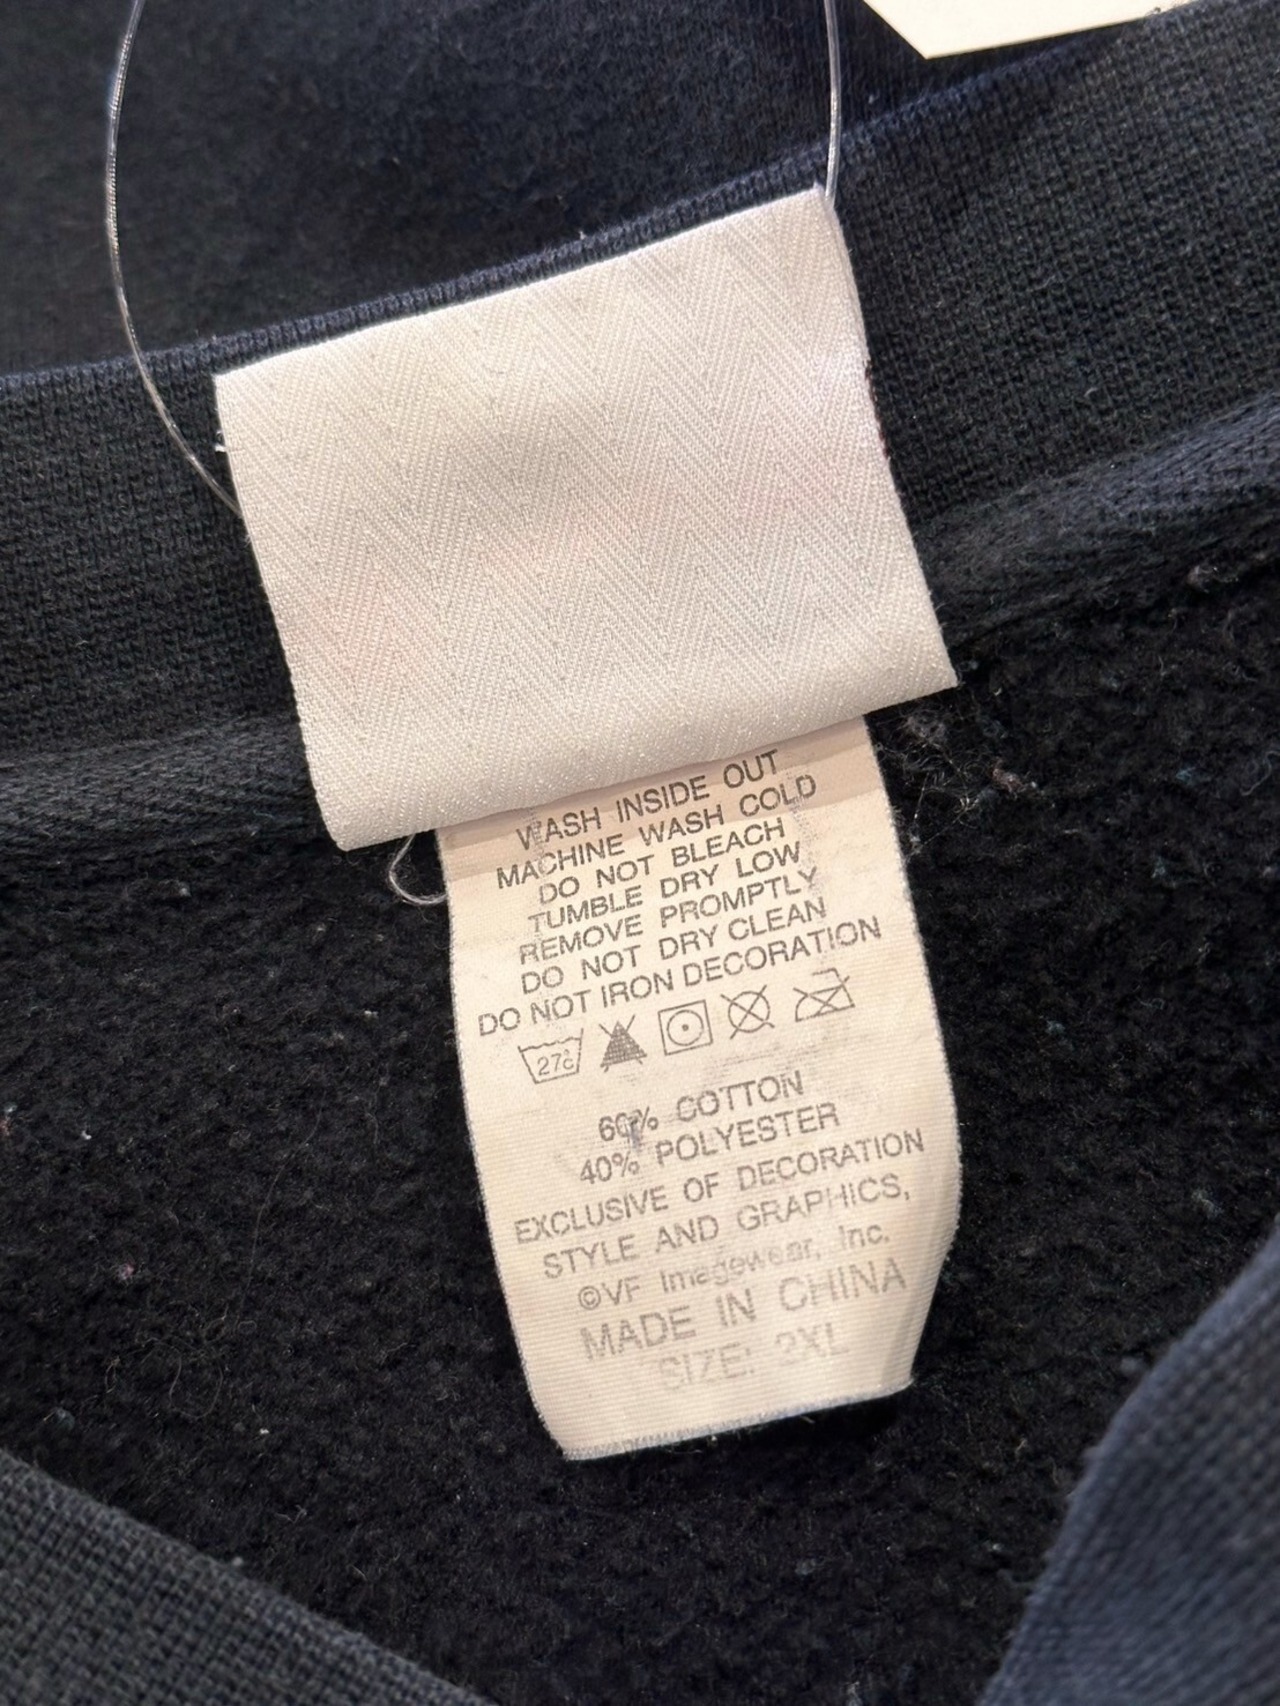 WASH INSIDE OUT
MACHINE WASH COLD
DO NOT BLEACH
TUMBLE DRY LOW
REMOVE PROMPTLY
DO NOT DRY CLEAN
DO NOT IRON DECORATION
27°C
60% COTTON
40% POLYESTER
EXCLUSIVE OF DECORATION
STYLE AND GRAPHICS,
©VF Imagewear, Inc.
MADE IN CHINA
SIZE: 2XL